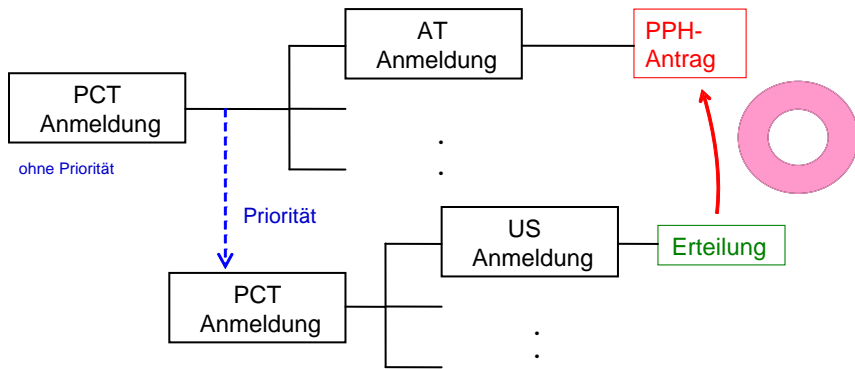 AT
Anmeldung
PPH-
Antrag
PCT
Anmeldung
ohne Priorität
Priorität
US
Anmeldung
Erteilung
PCT
Anmeldung